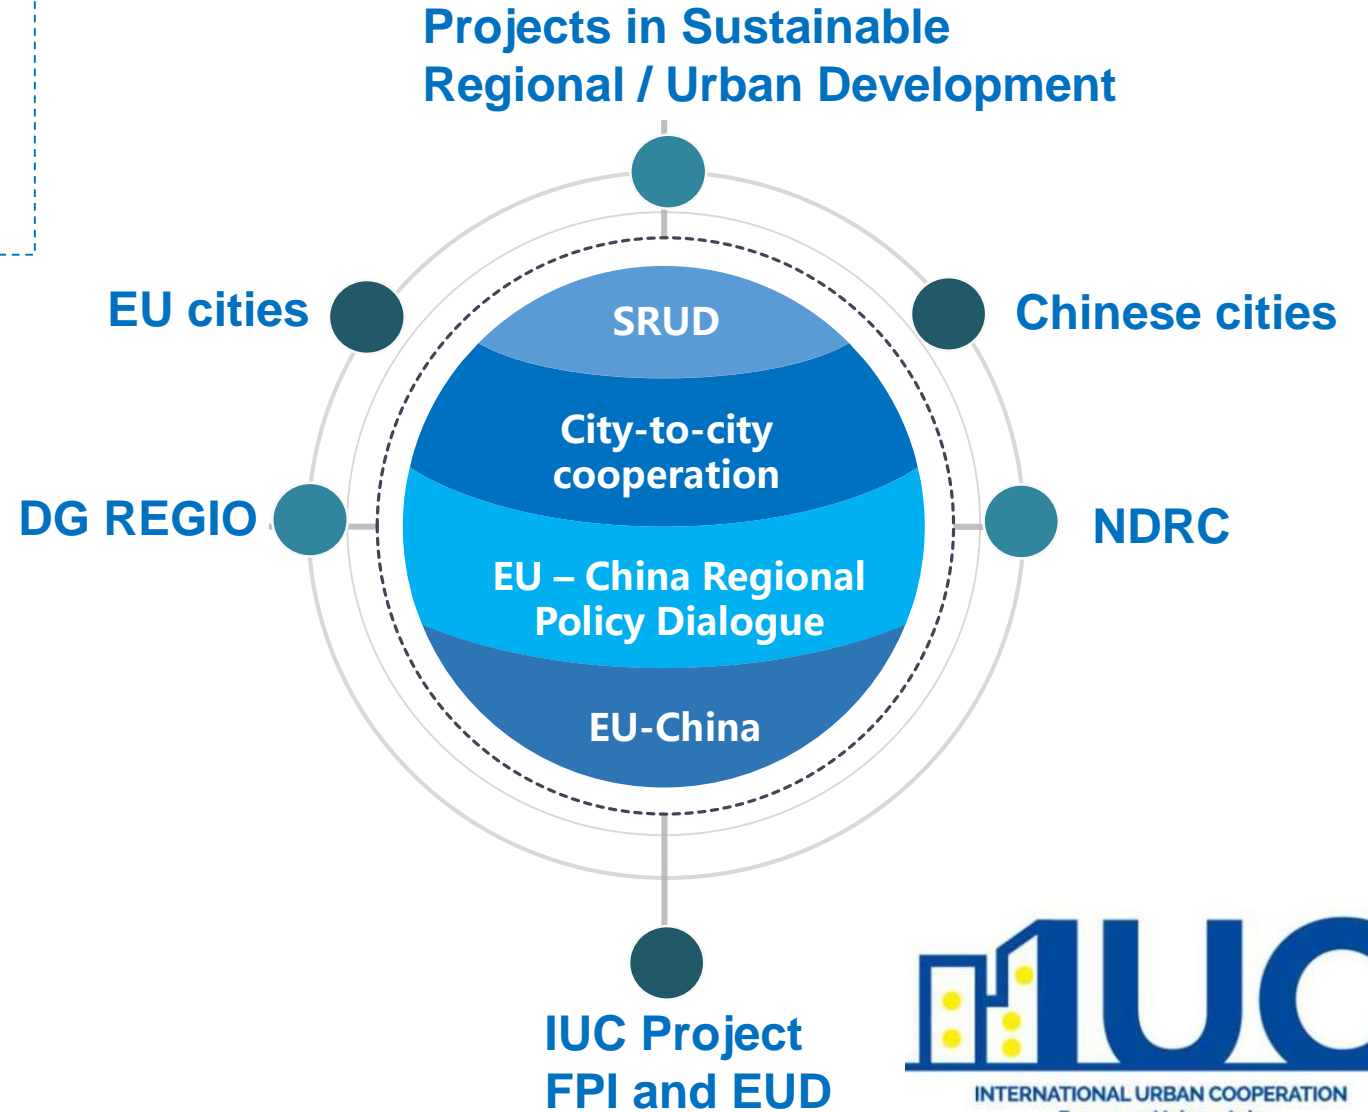 Projects in Sustainable
Regional / Urban Development
EU cities
Chinese cities
SRUD
City-to-city
cooperation
DG REGIO
NDRC
EU – China Regional
Policy Dialogue
EU-China
IUC Project
FPI and EUD
IUC
INTERNATIONAL URBAN COOPERATION